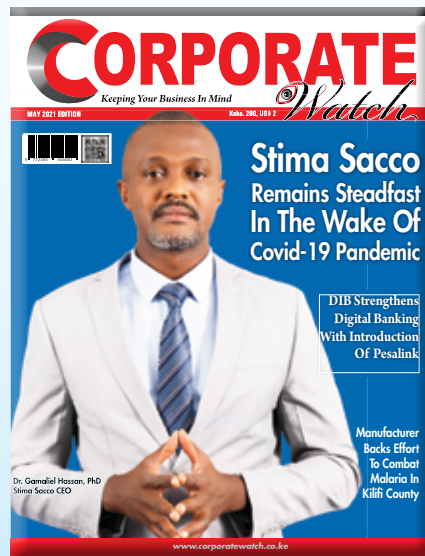 CORPORATE
Keeping Your Business In Mind
Watch
MAY 2021 EDITION
Kshs. 200, US$ 2
Stima Sacco
Remains Steadfast
In The Wake Of
Covid-19 Pandemic
DIB Strengthens
Digital Banking
With Introduction
Of Pesalink
Manufacturer
Backs Effort
To Combat
Malaria In
Kilifi County
Dr. Gamaliel Hassan, PhD
Stima Sacco CEO
www.corporatewatch.co.ke